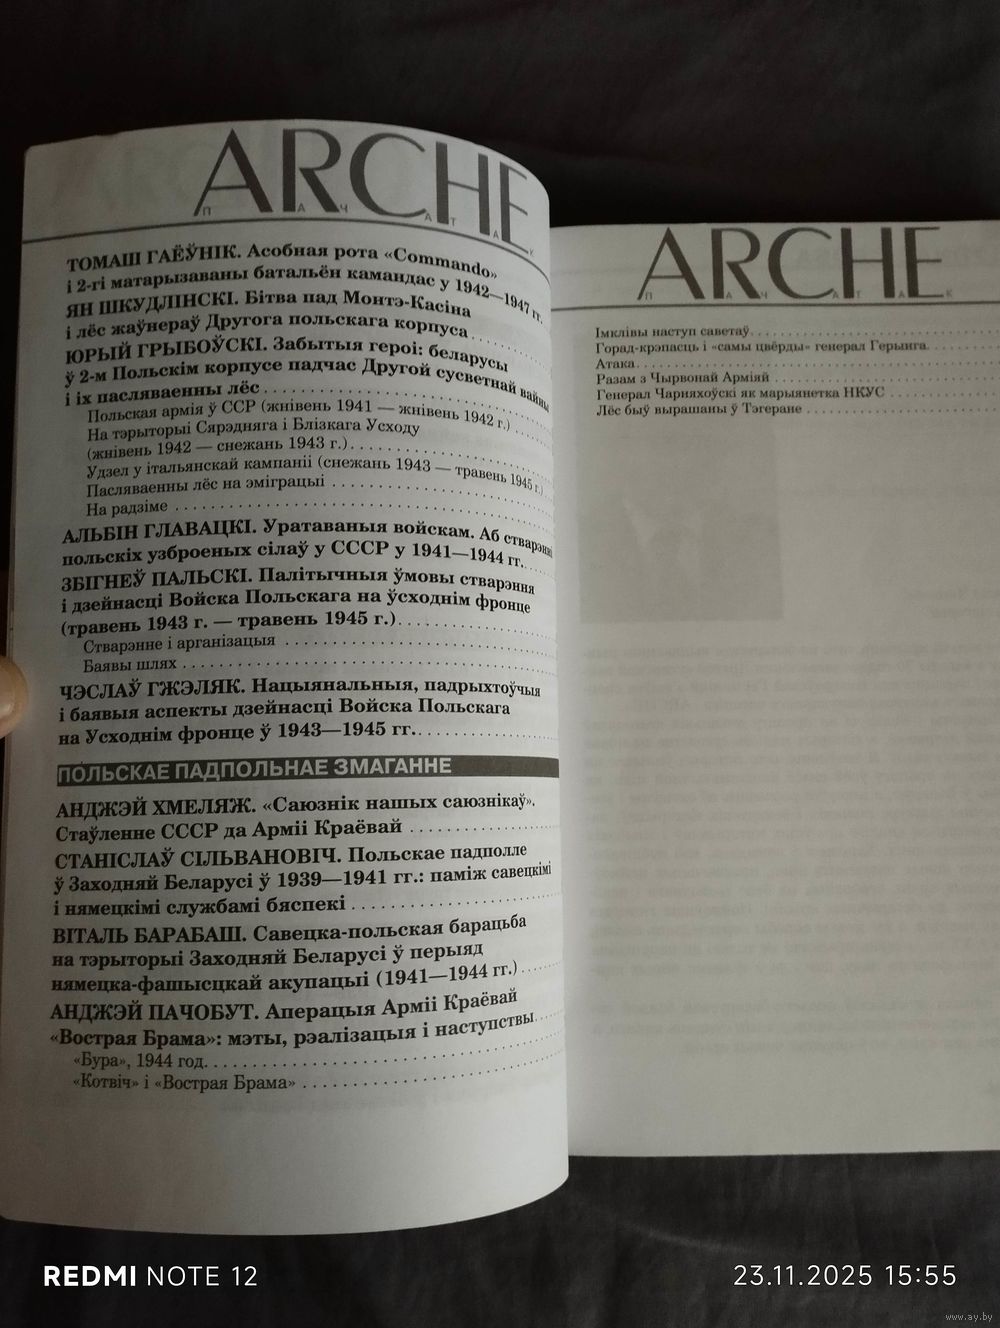 ARCHE
ПАЧАТАК
ТОМАШ ГАЁЎНІК. Асобная рота «Commando»
і 2-гі матарызаваны батальён камандас у 1942—1947 гг.
ЯН ШКУДЛІНСКІ. Бітва пад Монтэ-Касіна
і лёс жаўнераў Другога польскага корпуса
ЮРЫЙ ГРЫБОЎСКІ. Забытыя героі: беларусы
ў 2-м Польскім корпусе падчас Другой сусветнай вайны
і іх пасляваенны лёс
Польская армія ў ССР (жнівень 1941 — жнівень 1942 г.)
На тэрыторыі Сярэдняга і Блізкага Усходу
(жнівень 1942 — снежань 1943 г.)
Удзел у італьянскай кампаніі (снежань 1943 — травень 1945 г.)
Пасляваенны лёс на эміграцыі
На радзіме
АЛЬБІН ГЛАВАЦКІ. Уратаваныя войскам. Аб стварэнні
польскіх узброеных сілаў у СССР у 1941—1944 гг.
ЗБІГНЕЎ ПАЛЬСКІ. Палітычныя ўмовы стварэння
і дзейнасці Войска Польскага на ўсходнім фронце
(травень 1943 г. — травень 1945 г.)
Стварэнне і арганізацыя
Баявы шлях
ЧЭСЛАЎ ГЖЭЛЯК. Нацыянальныя, падрыхтоўчыя
і баявыя аспекты дзейнасці Войска Польскага
на Усходнім фронце ў 1943—1945 гг.
ПОЛЬСКАЕ ПАДПОЛЬНАЕ ЗМАГАННЕ
АНДЖЭЙ ХМЕЛЯЖ. «Саюзнік нашых саюзнікаў».
Стаўленне СССР да Арміі Краёвай
СТАНІСЛАЎ СІЛЬВАНОВІЧ. Польскае падполле
ў Заходняй Беларусі ў 1939—1941 гг.: паміж савецкімі
і нямецкімі службамі бяспекі
ВІТАЛЬ БАРАБАШ. Савецка-польская барацьба
на тэрыторыі Заходняй Беларусі ў перыяд
нямецка-фашысцкай акупацыі (1941—1944 гг.)
АНДЖЭЙ ПАЧОБУТ. Аперацыя Арміі Краёвай
«Вострая Брама»: мэты, рэалізацыя і наступствы
«Бура», 1944 год
«Котвіч» і «Вострая Брама»
ARCHE
ПАЧАТАК
Імклівы наступ саветаў
Горад-крэпасць і «самы цвёрды» генерал Герынга
Атака
Разам з Чырвонай Арміяй
Генерал Чарняхоўскі як марыянетка НКУС
Лёс быў вырашаны ў Тэгеране
REDMI NOTE 12
23.11.2025 15:55
www.ay.by